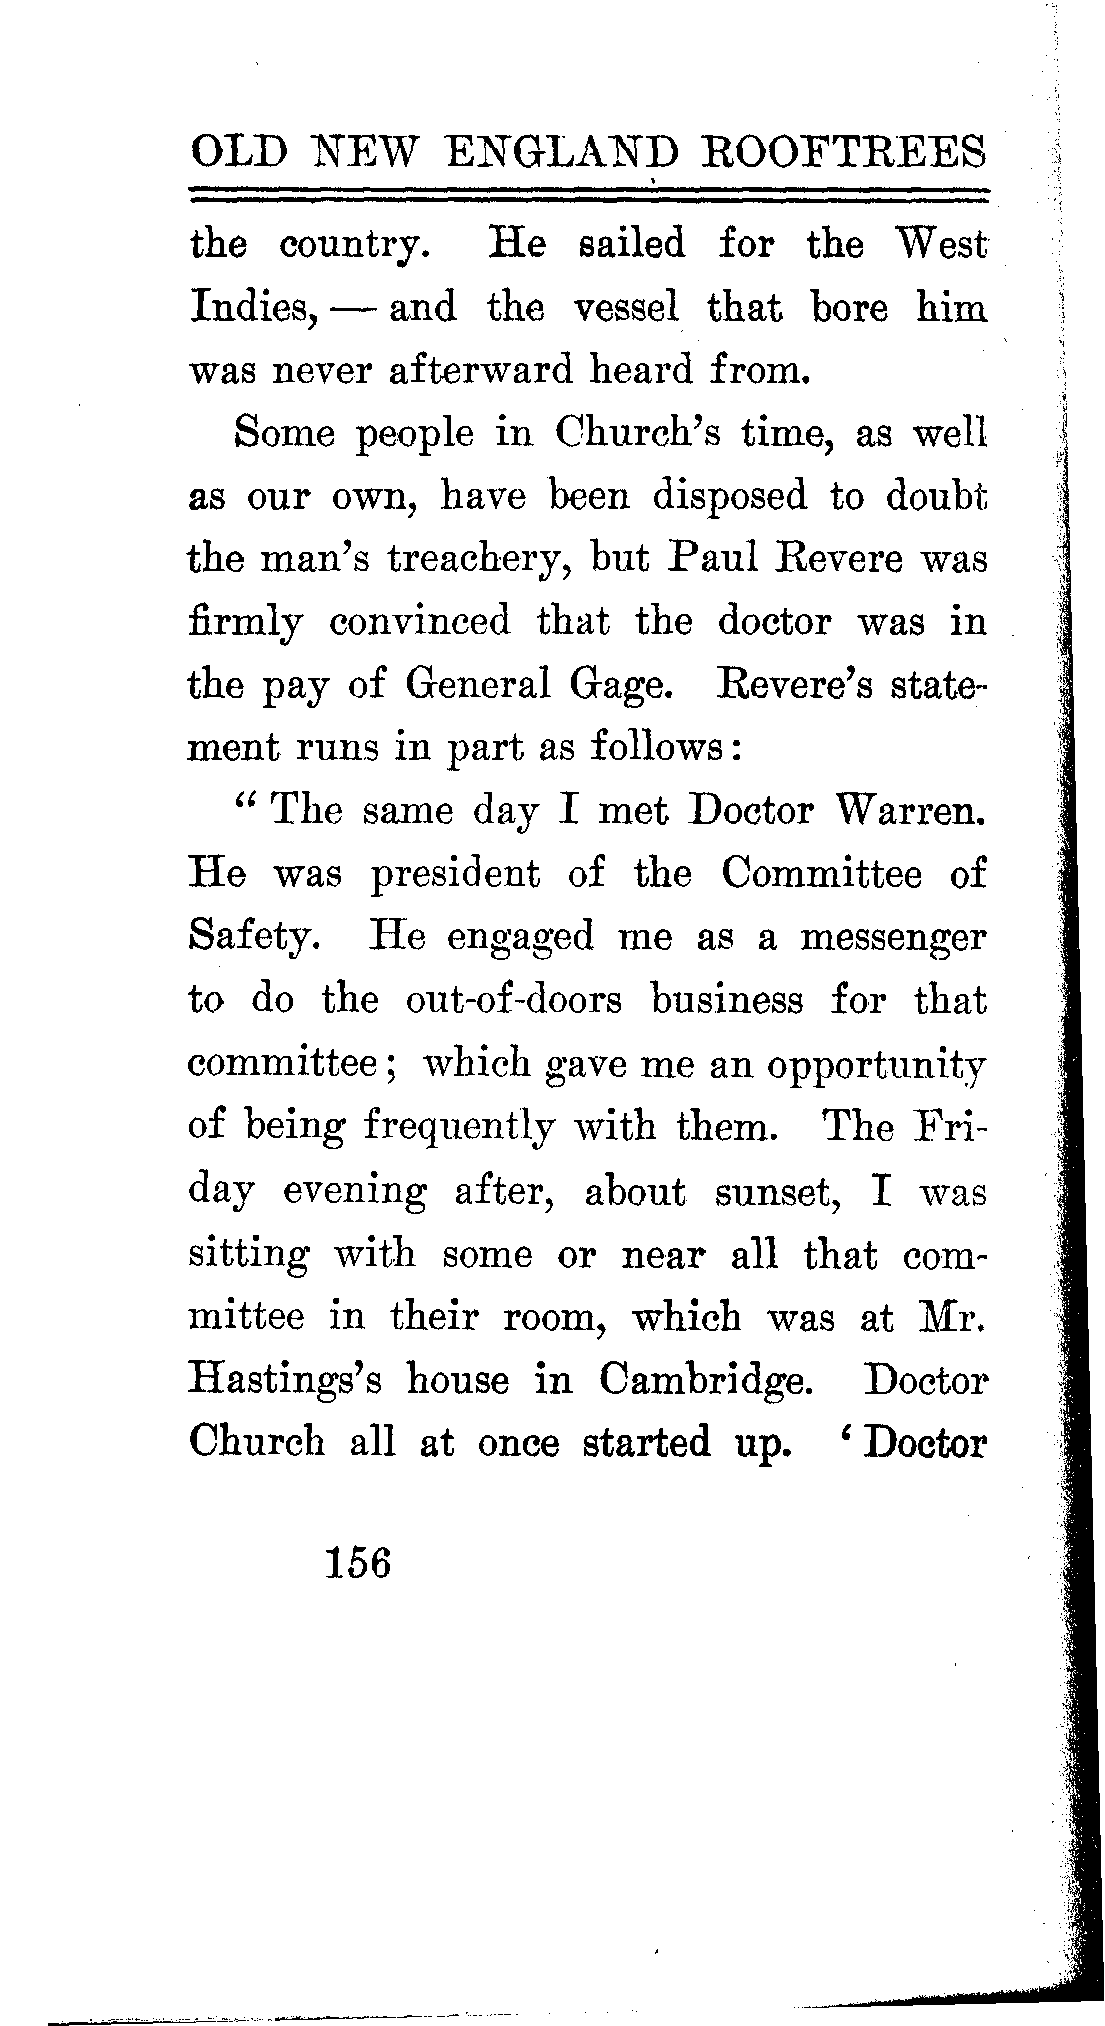 OLD NEW ENGLAND ROOFTREES
the country. He sailed for the West
Indies, — and the vessel that bore him
was never afterward heard from.
Some people in Church's time, as well
as our own, have been disposed to doubt
the man's treachery, but Paul Revere was
firmly convinced that the doctor was in
the pay of General Gage. Revere's state-
ment runs in part as follows:
" The same day I met Doctor Warren.
He was president of the Committee of
Safety. He engaged me as a messenger
to do the out-of-doors business for that
committee; which gave me an opportunity
of being frequently with them. The Fri-
day evening after, about sunset, I was
sitting with some or near all that com-
mittee in their room, which was at Mr.
Hastings's house in Cambridge. Doctor
Church all at once started up. ' Doctor
156